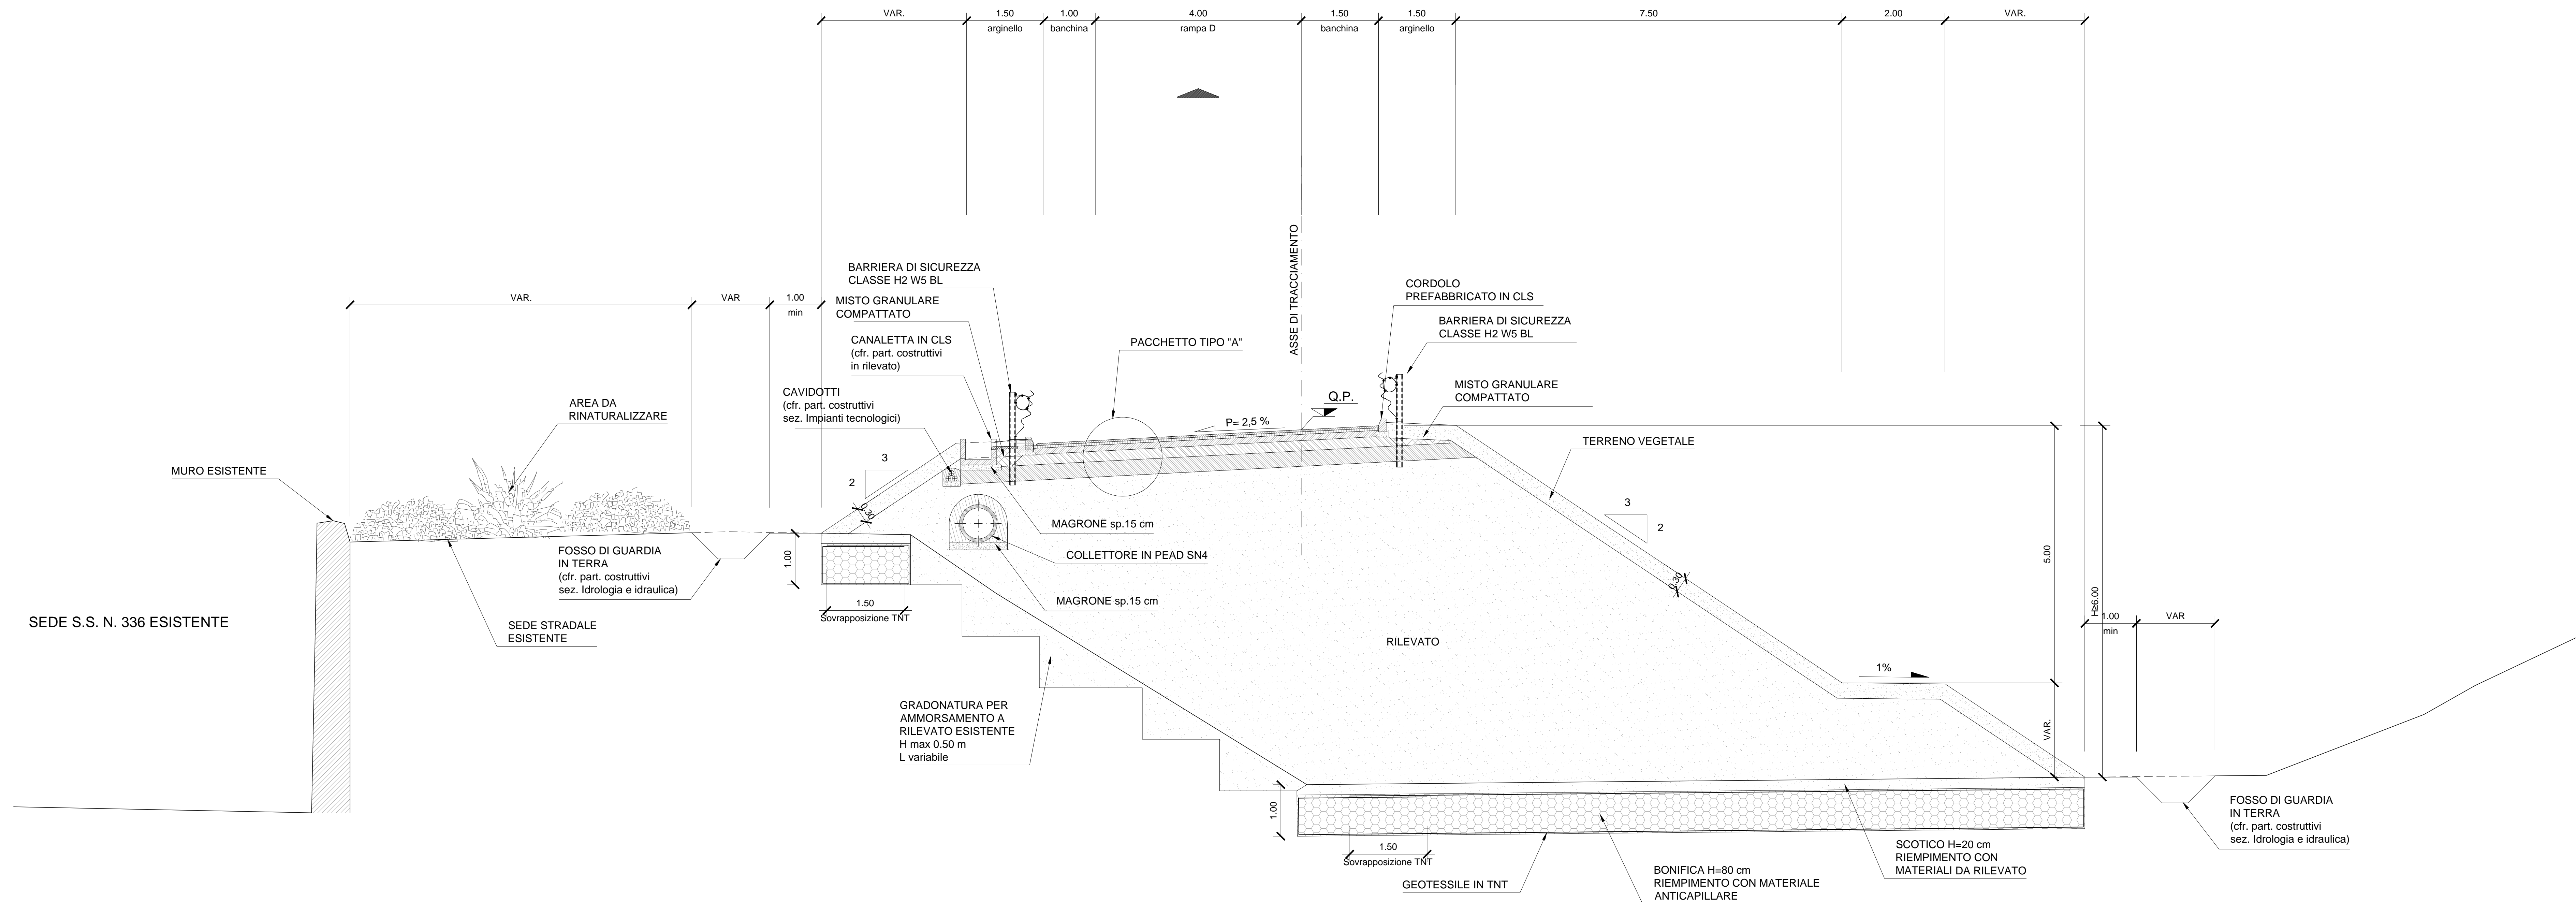 VAR.
1.50
1.00
4.00
1.50
1.50
7.50
2.00
VAR.
arginello
banchina
rampa D
banchina
arginello
ASSE DI TRACCIAMENTO
BARRIERA DI SICUREZZA
CLASSE H2 W5 BL
MISTO GRANULARE
COMPATTATO
CANALETTA IN CLS
(cfr. part. costruttivi
in rilevato)
CAVIDOTTI
(cfr. part. costruttivi
sez. Impianti tecnologici)
PACCHETTO TIPO "A"
CORDOLO
PREFABBRICATO IN CLS
BARRIERA DI SICUREZZA
CLASSE H2 W5 BL
MISTO GRANULARE
COMPATTATO
Q.P.
P= 2,5 %
TERRENO VEGETALE
VAR.
VAR
1.00
min
AREA DA
RINATURALIZZARE
MURO ESISTENTE
3
2
0.30
3
2
0.30
MAGRONE sp.15 cm
COLLETTORE IN PEAD SN4
MAGRONE sp.15 cm
FOSSO DI GUARDIA
IN TERRA
(cfr. part. costruttivi
sez. Idrologia e idraulica)
1.00
1.50
Sovrapposizione TNT
SEDE S.S. N. 336 ESISTENTE
SEDE STRADALE
ESISTENTE
RILEVATO
5.00
H≥6.00
1.00
min
VAR
1%
VAR.
GRADONATURA PER
AMMORSAMENTO A
RILEVATO ESISTENTE
H max 0.50 m
L variabile
1.00
1.50
Sovrapposizione TNT
GEOTESSILE IN TNT
BONIFICA H=80 cm
RIEMPIMENTO CON MATERIALE
ANTICAPILLARE
SCOTICO H=20 cm
RIEMPIMENTO CON
MATERIALI DA RILEVATO
FOSSO DI GUARDIA
IN TERRA
(cfr. part. costruttivi
sez. Idrologia e idraulica)